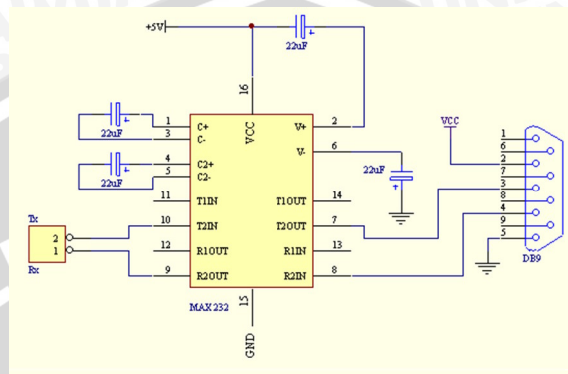 +5V
22uF
16
VCC
1 C+
3 C-
22uF
4 C2+
5 C2-
22uF
V+ 2
V- 6
22uF
11 T1IN
T1OUT 14
10 T2IN
T2OUT 7
12 R1OUT
R1IN 13
9 R2OUT
R2IN 8
Tx
2
1
Rx
MAX232
15
GND
VCC
1
6
2
7
3
8
4
9
5
DB9